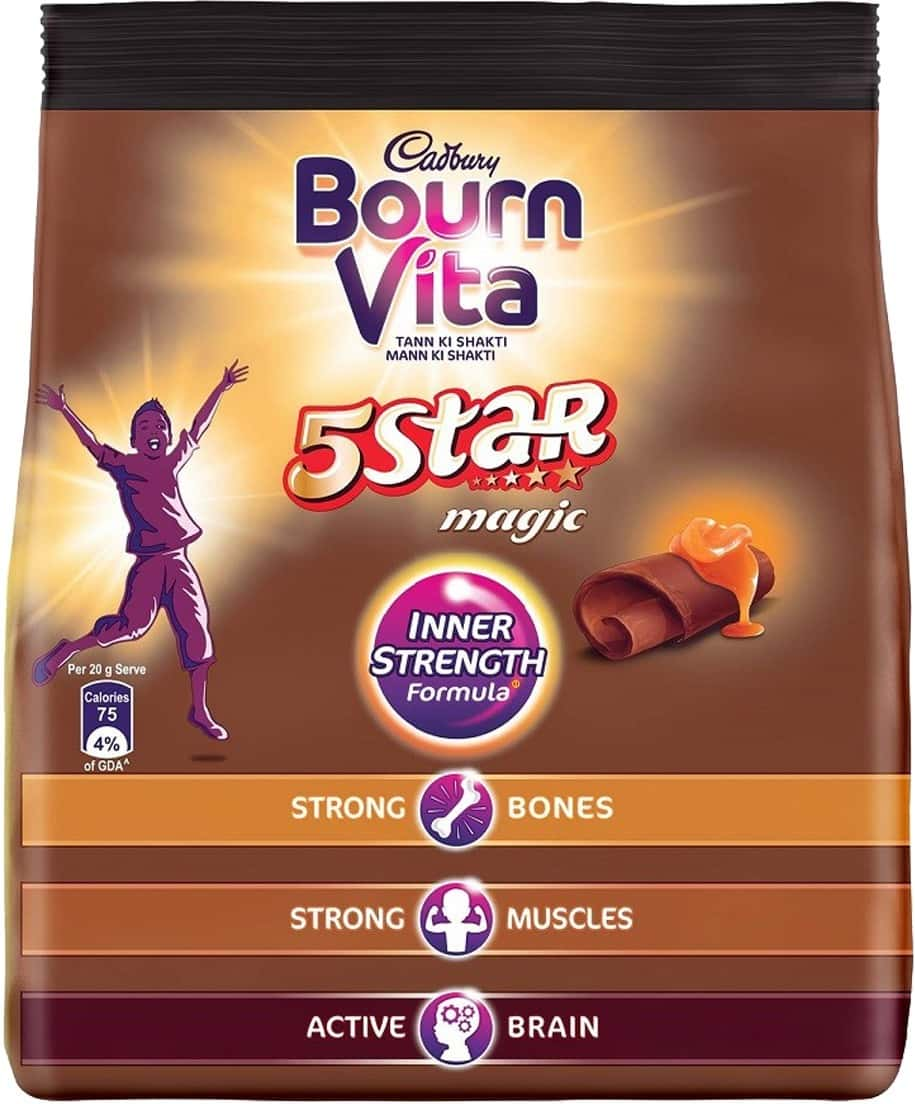 Cadbury
Bourn
Vita
TANN KI SHAKTI
MANN KI SHAKTI
5StaR
magic
INNER
STRENGTH
Formula
Per 20 g Serve
Calories
75
4%
of GDA^
STRONG BONES
STRONG MUSCLES
ACTIVE BRAIN